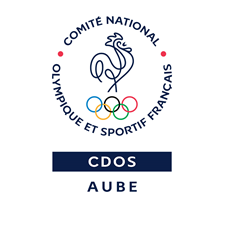 COMITÉ NATIONAL
OLYMPIQUE ET SPORTIF FRANÇAIS
CDOS
AUBE